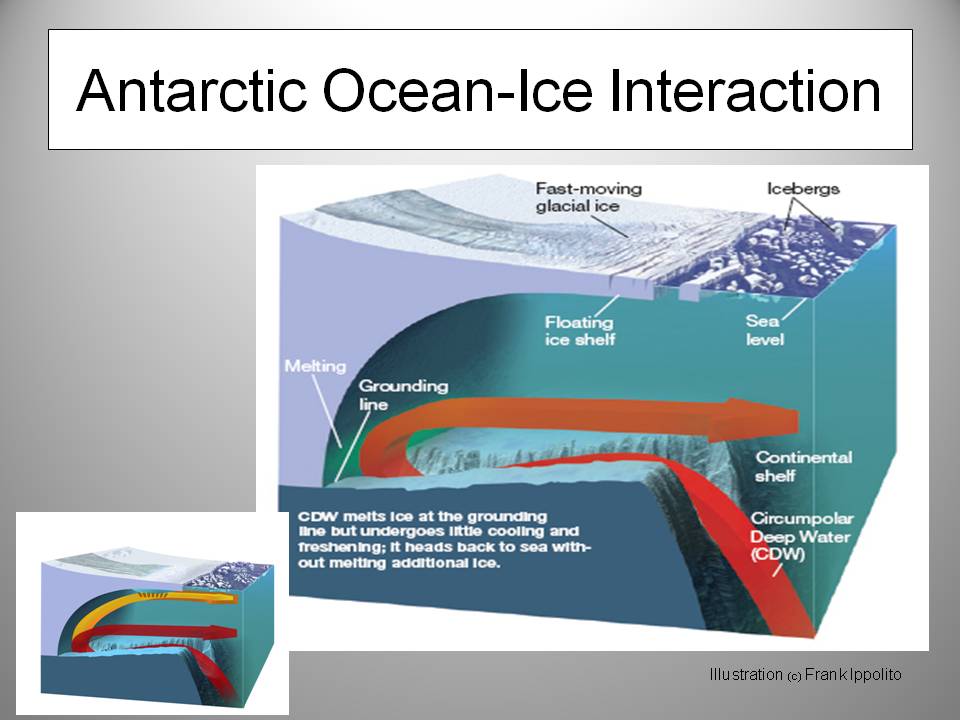 Antarctic Ocean-Ice Interaction
Fast-moving
glacial ice
Icebergs
Floating
ice shelf
Sea
level
Melting
Grounding
line
Continental
shelf
CDW melts ice at the grounding
line but undergoes little cooling and
freshening; it heads back to sea with-
out melting additional ice.
Circumpolar
Deep Water
(CDW)
Illustration (c) Frank Ippolito